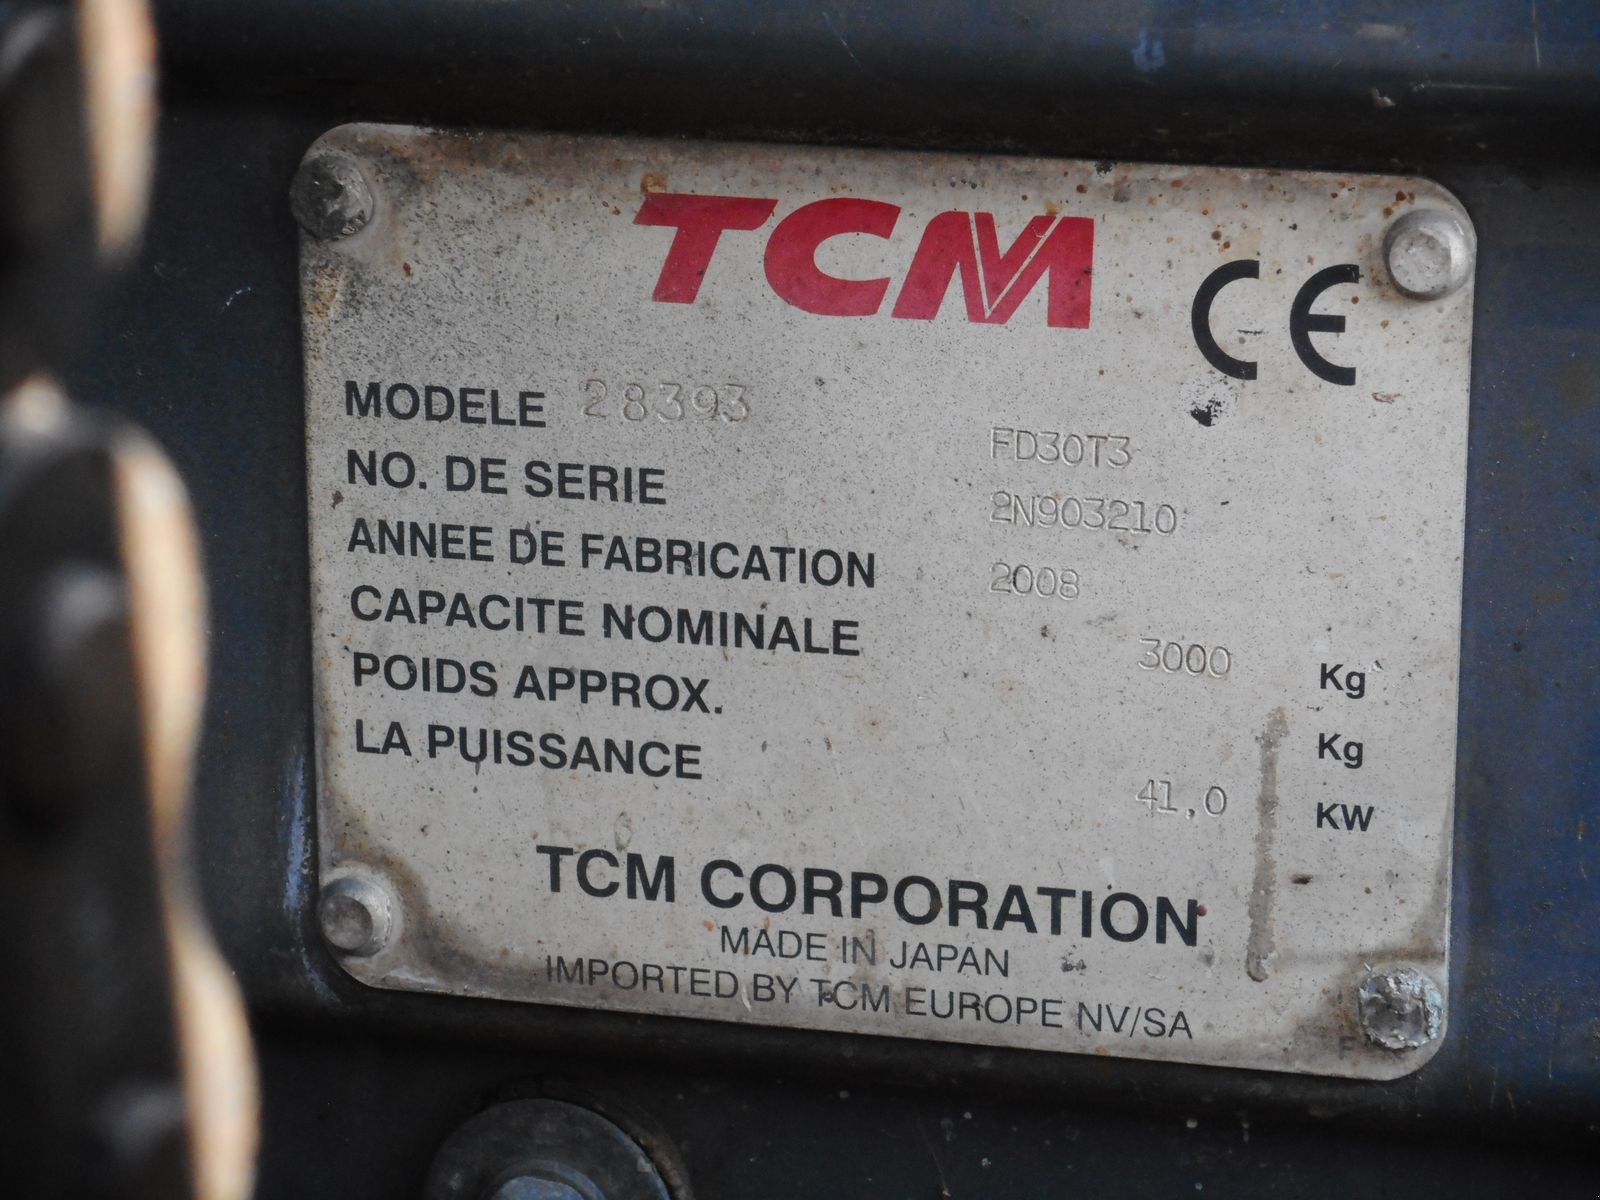 TCM
CE
MODELE 28393 FD30T3
NO. DE SERIE 2N903210
ANNEE DE FABRICATION 2008
CAPACITE NOMINALE 3000 Kg
POIDS APPROX. Kg
LA PUISSANCE 41,0 KW
TCM CORPORATION
MADE IN JAPAN
IMPORTED BY TCM EUROPE NV/SA
F